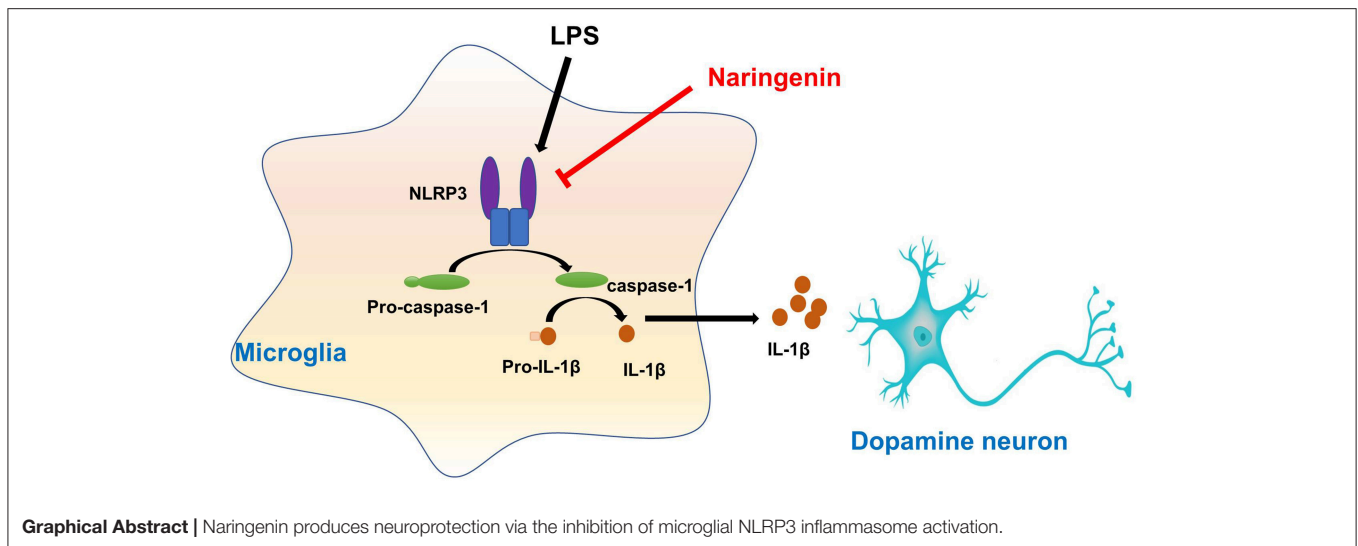 LPS
Naringenin
NLRP3
Pro-caspase-1
caspase-1
Microglia
Pro-IL-1β
IL-1β
IL-1β
Dopamine neuron
Graphical Abstract | Naringenin produces neuroprotection via the inhibition of microglial NLRP3 inflammasome activation.